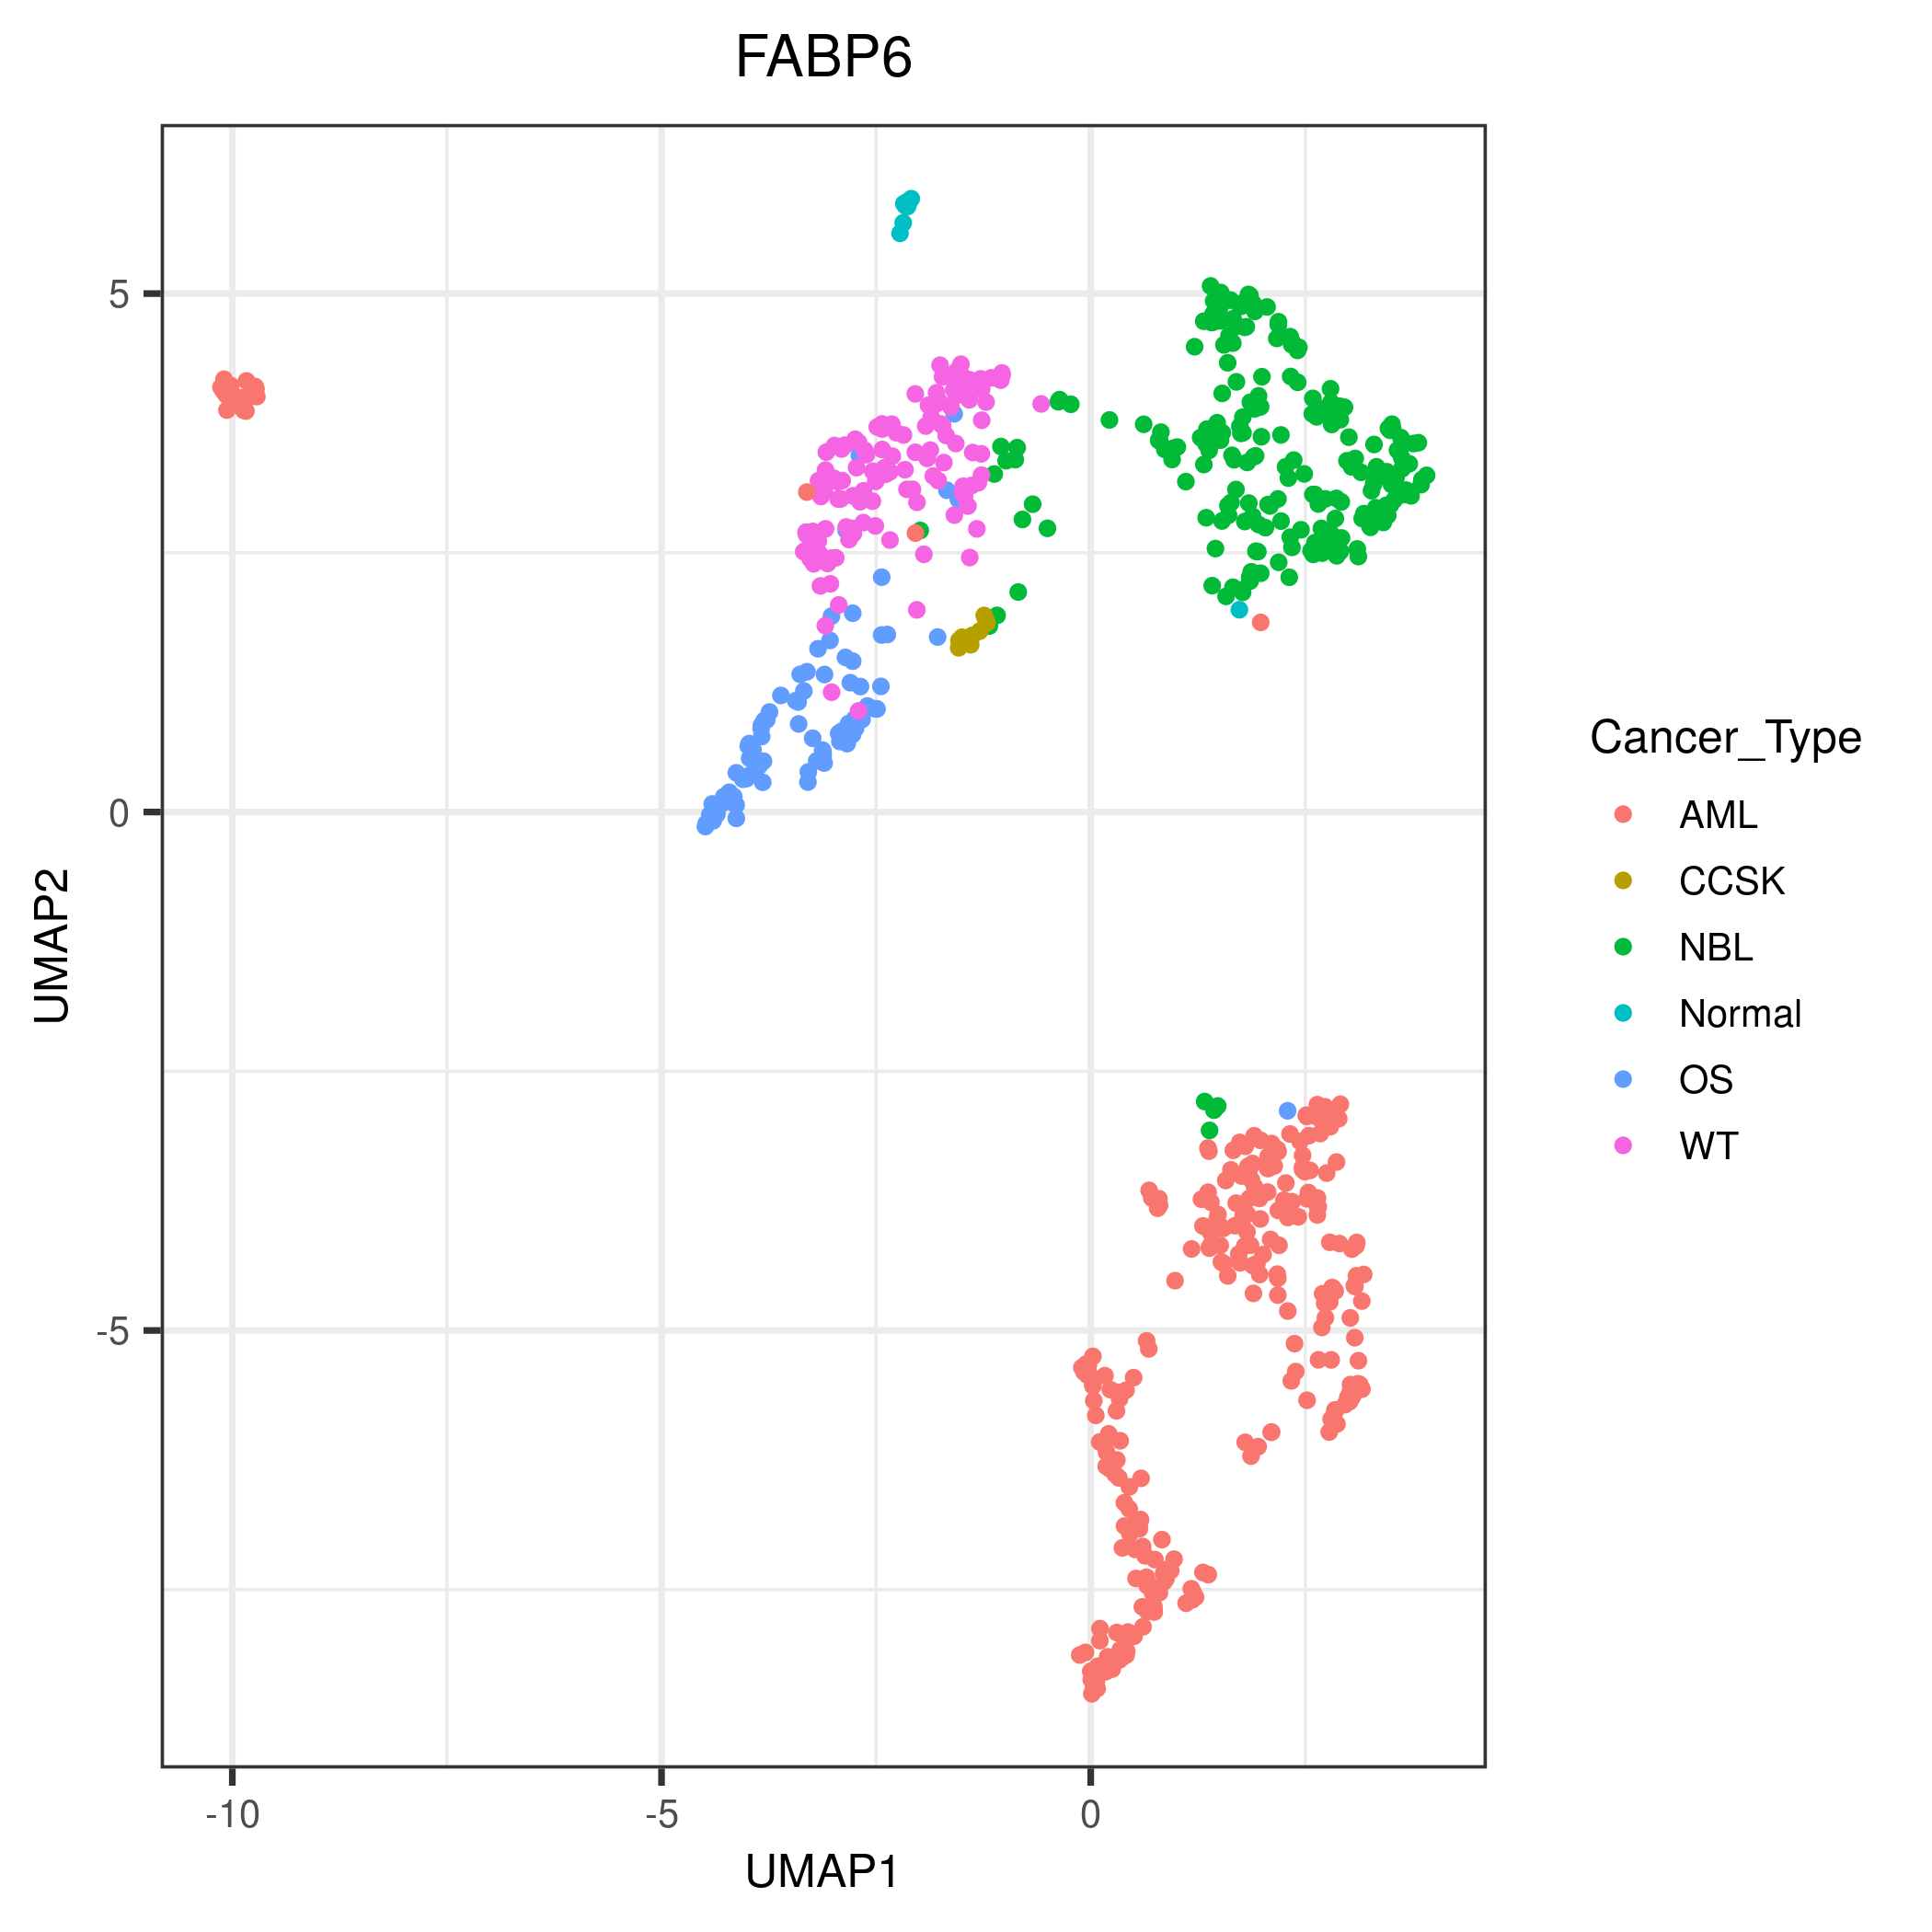 FABP6
5
0
-5
UMAP2
-10
-5
0
UMAP1
Cancer_Type
AML
CCSK
NBL
Normal
OS
WT